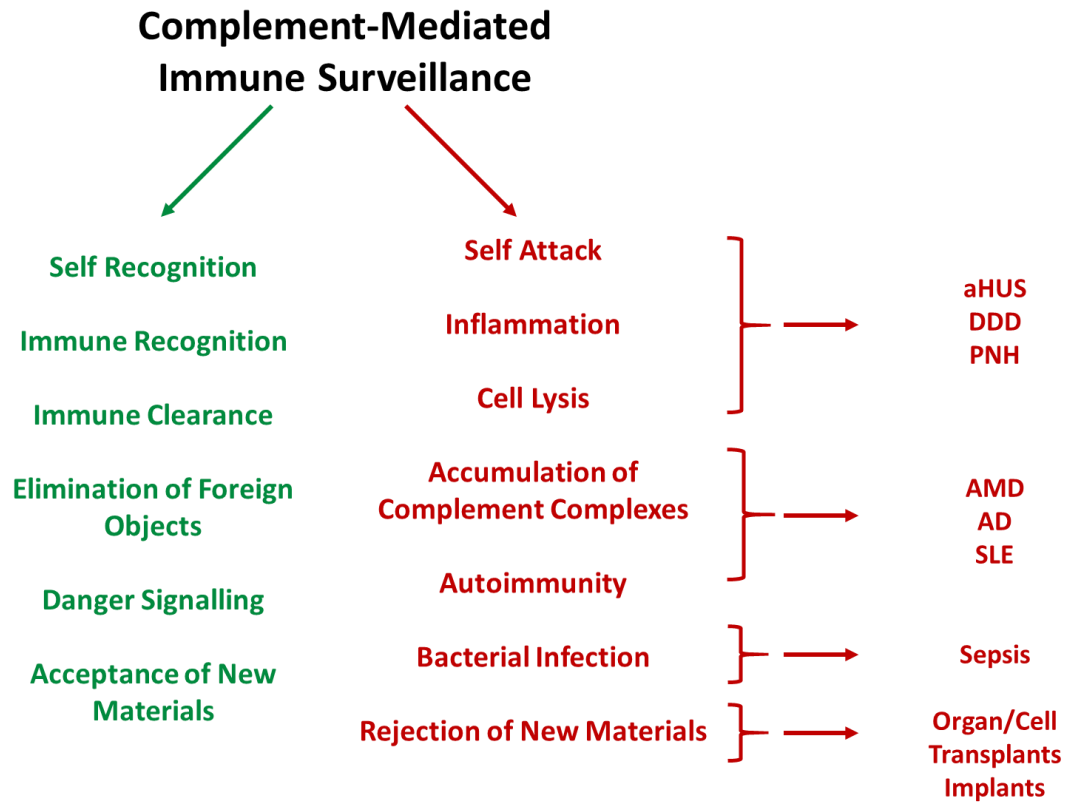 Complement-Mediated
Immune Surveillance
Self Recognition
Immune Recognition
Immune Clearance
Elimination of Foreign
Objects
Danger Signalling
Acceptance of New
Materials
Self Attack
Inflammation
Cell Lysis
Accumulation of
Complement Complexes
Autoimmunity
Bacterial Infection
Rejection of New Materials
aHUS
DDD
PNH
AMD
AD
SLE
Sepsis
Organ/Cell
Transplants
Implants